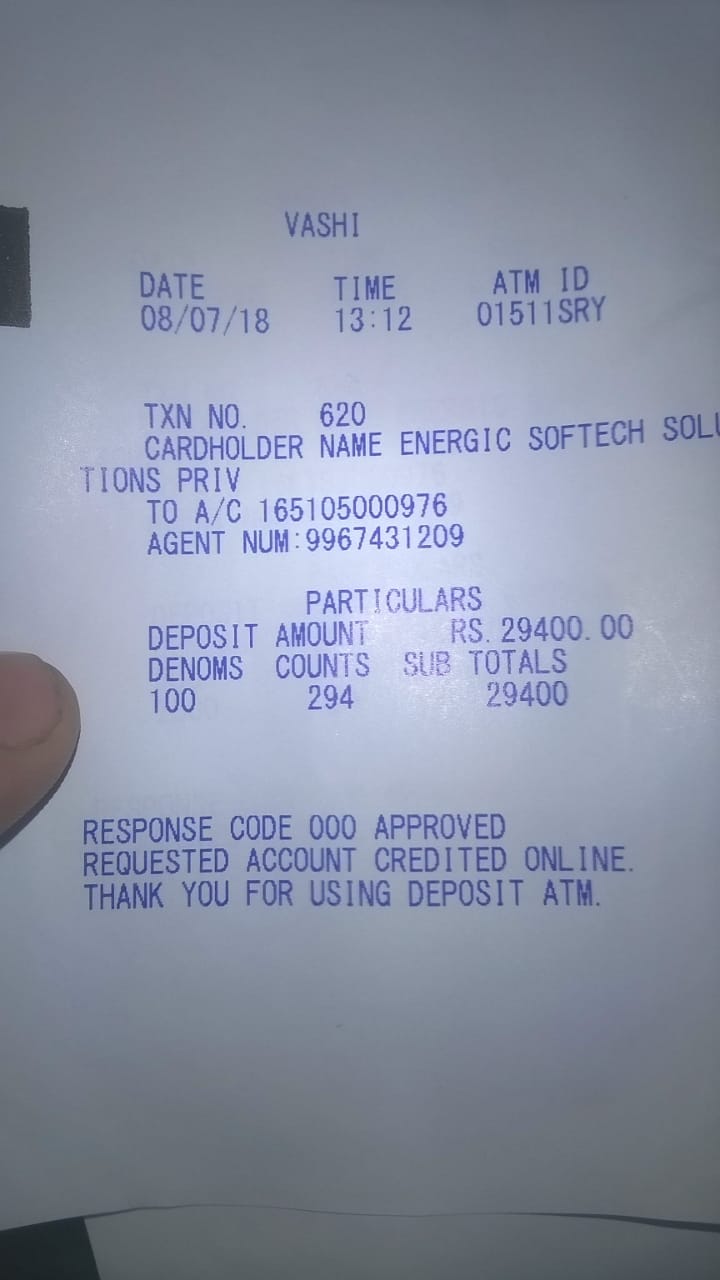 VASHI
DATE TIME ATM ID
08/07/18 13:12 01511SRY
TXN NO. 620
CARDHOLDER NAME ENERGIC SOFTECH SOLU
TIONS PRIV
TO A/C 165105000976
AGENT NUM:9967431209
PARTICULARS
DEPOSIT AMOUNT RS. 29400.00
DENOMS COUNTS SUB TOTALS
100 294 29400
RESPONSE CODE 000 APPROVED
REQUESTED ACCOUNT CREDITED ONLINE.
THANK YOU FOR USING DEPOSIT ATM.